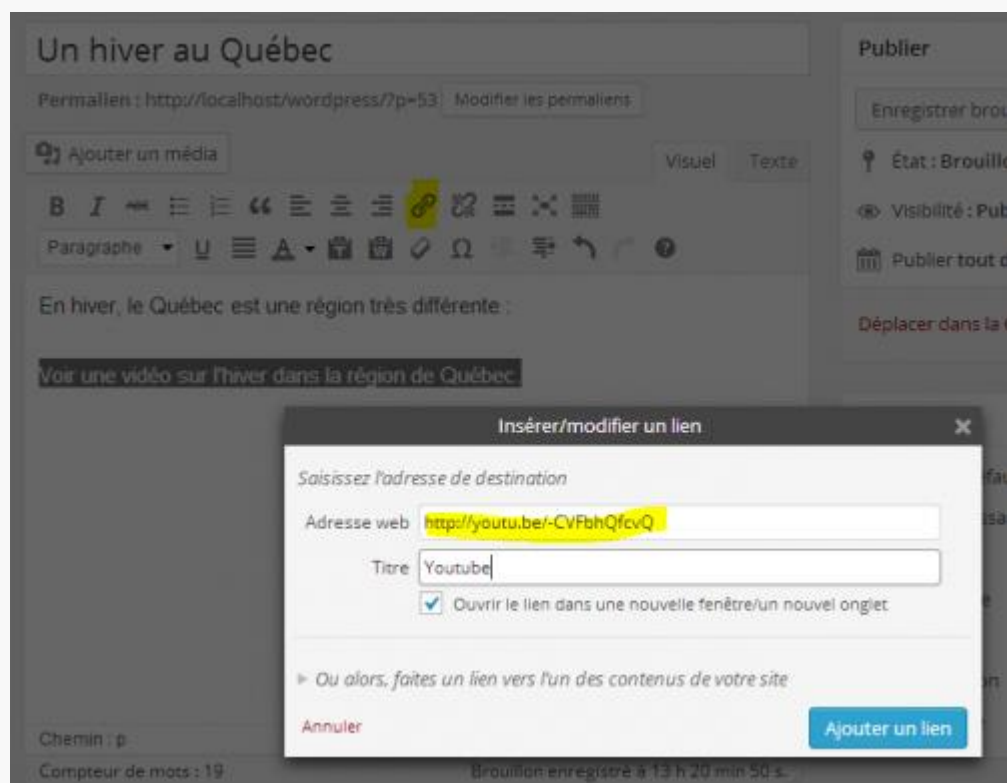 Un hiver au Québec
Permalien : http://localhost/wordpress/?p=53 Modifier les permaliens
Ajouter un média
Visuel Texte
B I ABC
Paragraphe U A Ω
En hiver, le Québec est une région très différente :
Voir une vidéo sur l'hiver dans la région de Québec
Insérer/modifier un lien
Saisissez l'adresse de destination
Adresse web http://youtu.be/-CVFbhQfcvQ
Titre Youtube
Ouvrir le lien dans une nouvelle fenêtre/un nouvel onglet
Ou alors, faites un lien vers l'un des contenus de votre site
Annuler
Ajouter un lien
Chemin : p
Compteur de mots : 19
Brouillon enregistré à 13 h 20 min 50 s.
Publier
Enregistrer brou
État : Brouille
Visibilité : Pub
Publier tout d
Déplacer dans la